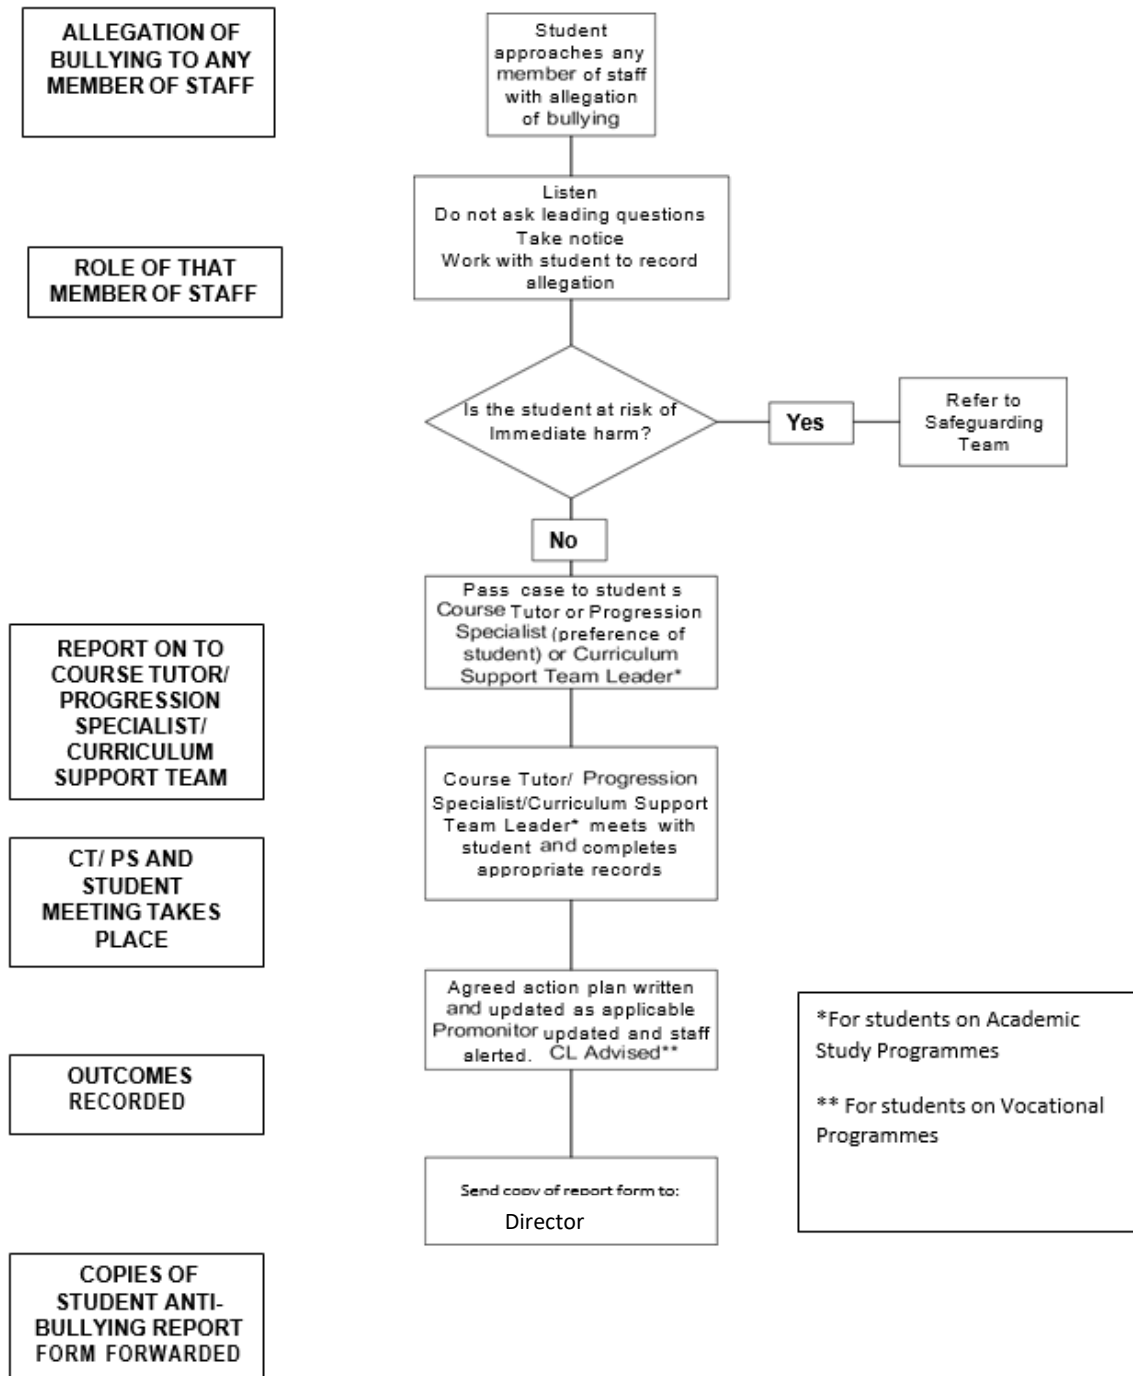 ALLEGATION OF
BULLYING TO ANY
MEMBER OF STAFF
Student
approaches any
member of staff
with allegation
of bullying
Listen
Do not ask leading questions
Take notice
Work with student to record
allegation
ROLE OF THAT
MEMBER OF STAFF
Is the student at risk of
Immediate harm?
Yes
Refer to
Safeguarding
Team
No
Pass case to student s
Course Tutor or Progression
Specialist (preference of
student) or Curriculum
Support Team Leader*
REPORT ON TO
COURSE TUTOR/
PROGRESSION
SPECIALIST/
CURRICULUM
SUPPORT TEAM
Course Tutor/ Progression
Specialist/Curriculum Support
Team Leader* meets with
student and completes
appropriate records
CT/ PS AND
STUDENT
MEETING TAKES
PLACE
Agreed action plan written
and updated as applicable
Promonitor updated and staff
alerted. CL Advised**
*For students on Academic
Study Programmes
** For students on Vocational
Programmes
OUTCOMES
RECORDED
Send copy of report form to:
Director
COPIES OF
STUDENT ANTI-
BULLYING REPORT
FORM FORWARDED